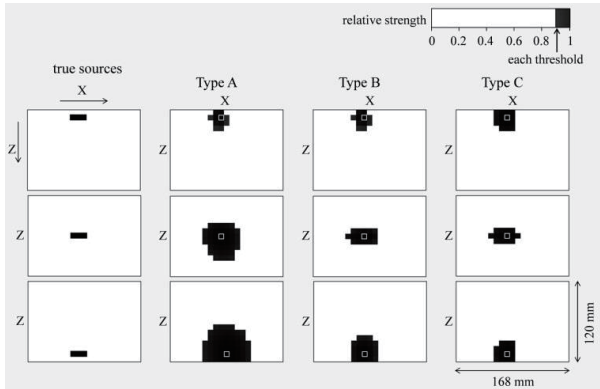 relative strength
0 0.2 0.4 0.6 0.8 1
each threshold
true sources
Type A
Type B
Type C
X
X
X
X
Z
Z
Z
Z
Z
Z
Z
Z
Z
Z
Z
Z
120 mm
168 mm